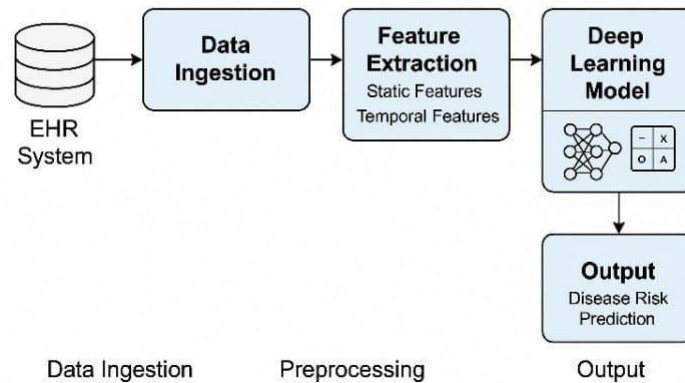 EHR
System
Data
Ingestion
Feature
Extraction
Static Features
Temporal Features
Deep
Learning
Model
– X
O A
Output
Disease Risk
Prediction
Data Ingestion Preprocessing Output